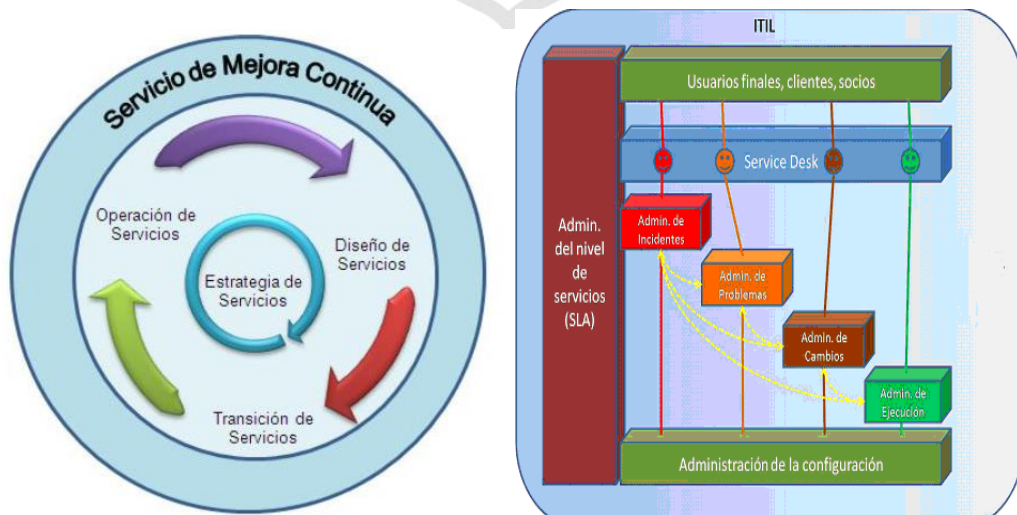 Servicio de Mejora Continua
Operación de
Servicios
Diseño de
Servicios
Estrategia de
Servicios
Transición de
Servicios
ITIL
Usuarios finales, clientes, socios
Service Desk
Admin.
del nivel
de
servicios
(SLA)
Admin. de
Incidentes
Admin. de
Problemas
Admin. de
Cambios
Admin. de
Ejecución
Administración de la configuración